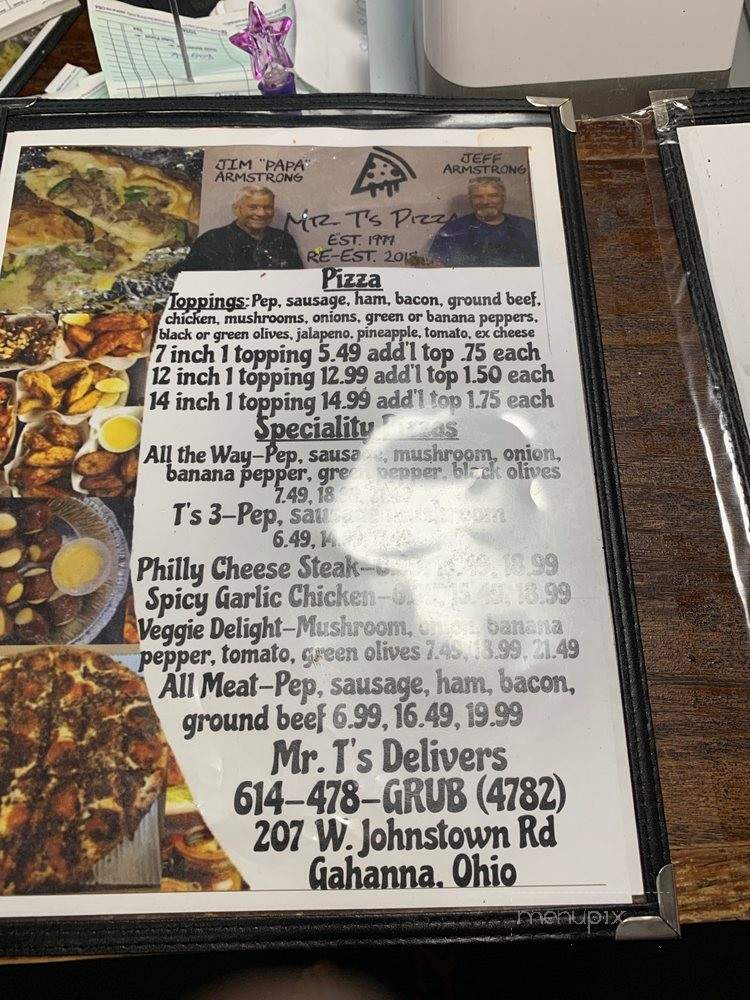 JIM "PAPA"
ARMSTRONG
JEFF
ARMSTRONG
MR. T'S PIZZA
EST. 1977
RE-EST. 2018
Pizza
Toppings: Pep, sausage, ham, bacon, ground beef,
chicken, mushrooms, onions, green or banana peppers,
black or green olives, jalapeno, pineapple, tomato, ex cheese
7 inch 1 topping 5.49 add'l top .75 each
12 inch 1 topping 12.99 add'l top 1.50 each
14 inch 1 topping 14.99 add'l top 1.75 each
Speciality Pizzas
All the Way-Pep, sausage, mushroom, onion,
banana pepper, green pepper, black olives
7.49,
T's 3-Pep, sausage, mushroom
6.49,
Philly Cheese Steak- 18.99
Spicy Garlic Chicken- 15.49, 18.99
Veggie Delight-Mushroom, onion, banana
pepper, tomato, green olives 7.49, 18.99, 21.49
All Meat-Pep, sausage, ham, bacon,
ground beef 6.99, 16.49, 19.99
Mr. T's Delivers
614-478-GRUB (4782)
207 W. Johnstown Rd
Gahanna, Ohio
menupix